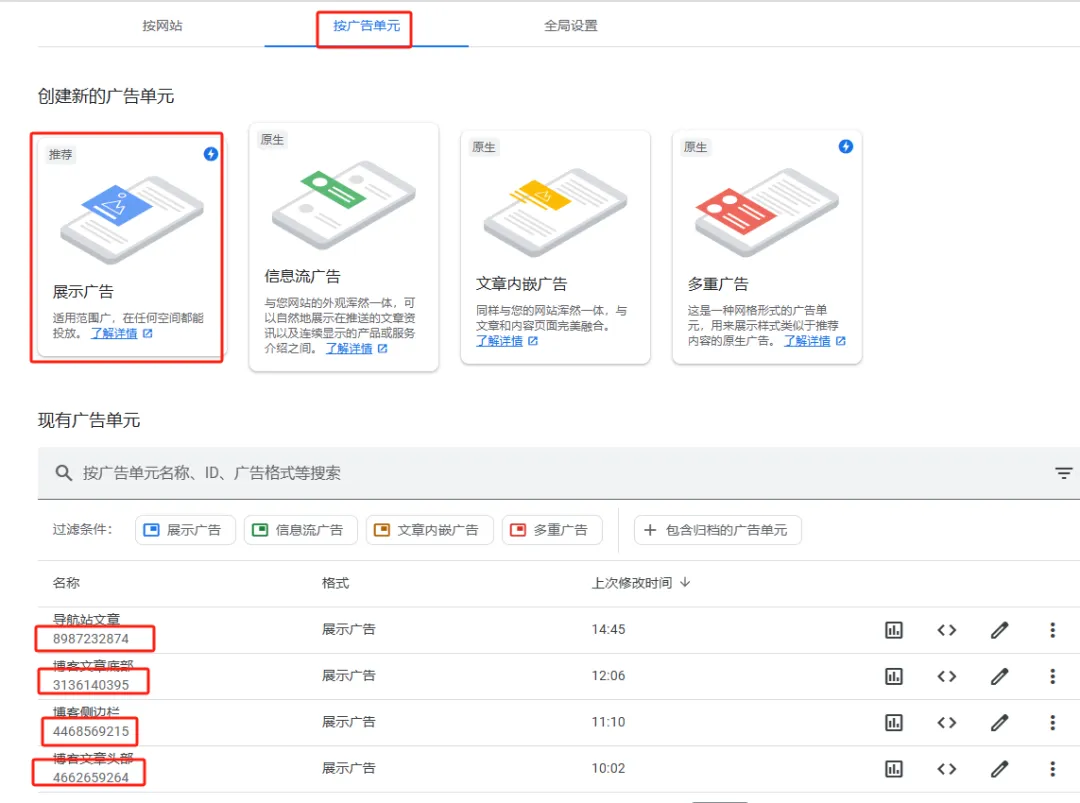 按网站
按广告单元
全局设置
创建新的广告单元
推荐
展示广告
适用范围广，在任何空间都能
投放。 了解详情
原生
信息流广告
与您网站的外观浑然一体，可
以自然地展示在推送的文章资
讯以及连续显示的产品或服务
介绍之间。 了解详情
原生
文章内嵌广告
同样与您的网站浑然一体，与
文章和内容页面完美融合。
了解详情
原生
多重广告
这是一种网格形式的广告单
元，用来展示样式类似于推荐
内容的原生广告。 了解详情
现有广告单元
按广告单元名称、ID、广告格式等搜索
过滤条件： 展示广告 信息流广告 文章内嵌广告 多重广告 + 包含归档的广告单元
名称 格式 上次修改时间
导航站文章
8987232874 展示广告 14:45
博客文章底部
3136140395 展示广告 12:06
博客侧边栏
4468569215 展示广告 11:10
博客文章头部
4662659264 展示广告 10:02